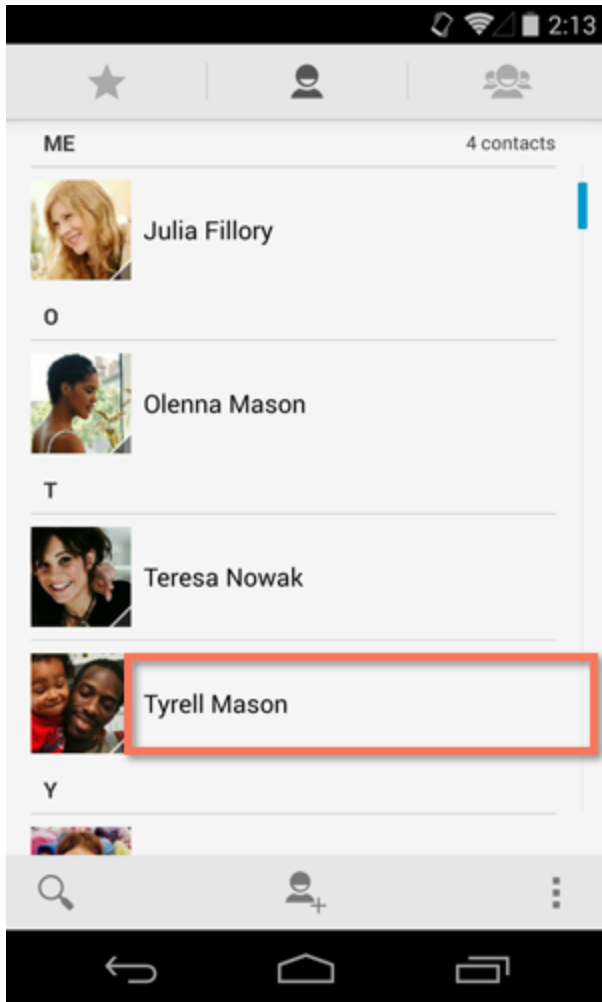 2:13
ME 4 contacts
Julia Fillory
O
Olenna Mason
T
Teresa Nowak
Tyrell Mason
Y